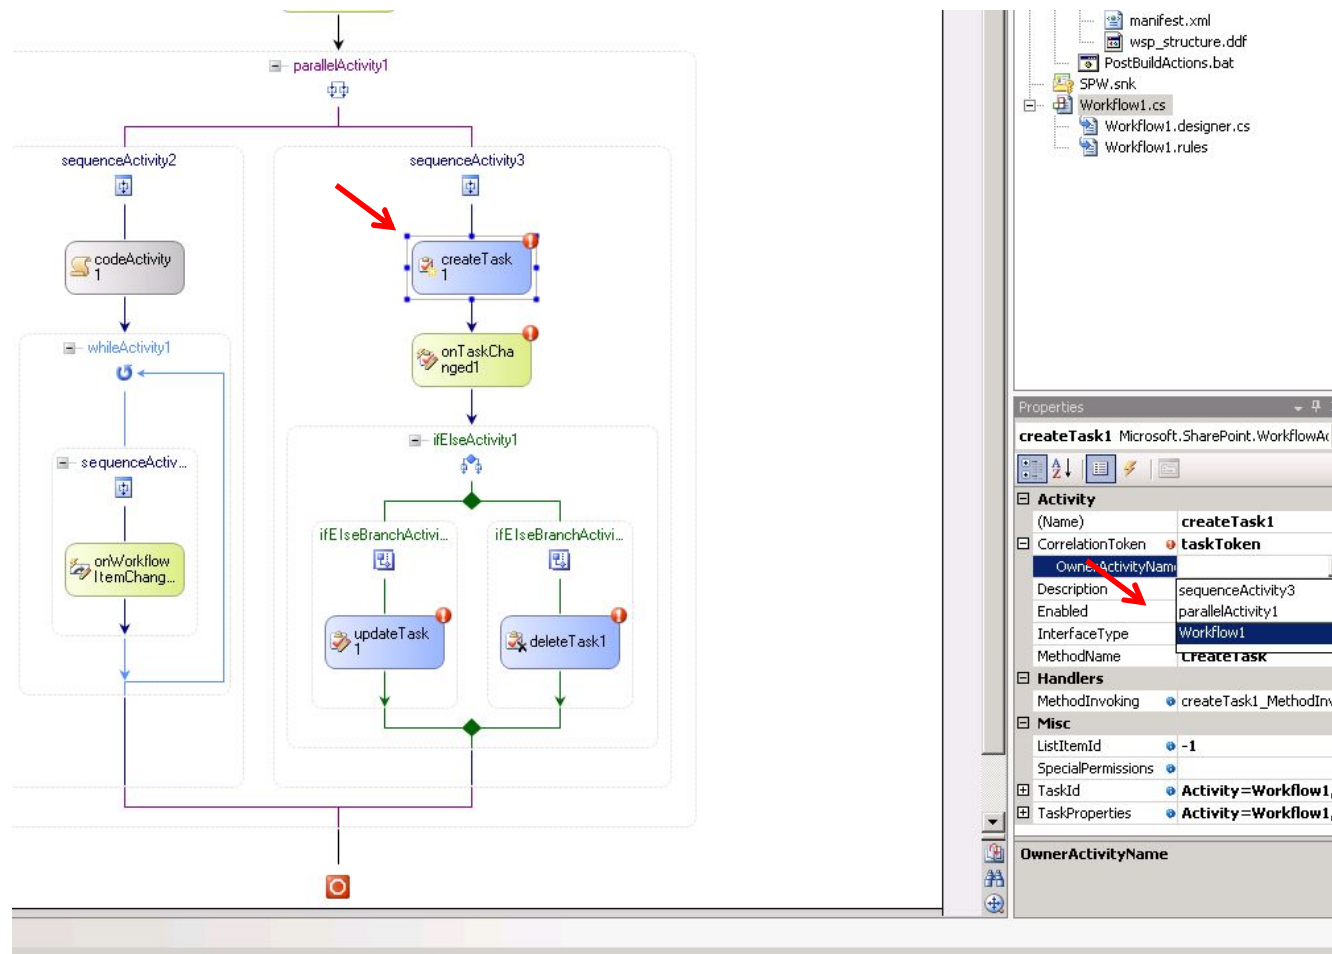 parallelActivity1
sequenceActivity2
sequenceActivity3
codeActivity
1
createTask
1
whileActivity1
onTaskCha
nged1
sequenceActiv...
ifElseActivity1
onWorkflow
ItemChang...
ifElseBranchActivi...
ifElseBranchActivi...
updateTask
1
deleteTask1
manifest.xml
wsp_structure.ddf
PostBuildActions.bat
SPW.snk
Workflow1.cs
Workflow1.designer.cs
Workflow1.rules
Properties
createTask1 Microsoft.SharePoint.WorkflowAc
Activity
(Name) createTask1
CorrelationToken taskToken
OwnerActivityName
Description sequenceActivity3
Enabled parallelActivity1
InterfaceType Workflow1
MethodName CreateTask
Handlers
MethodInvoking createTask1_MethodInv
Misc
ListItemId -1
SpecialPermissions
TaskId Activity=Workflow1,
TaskProperties Activity=Workflow1,
OwnerActivityName